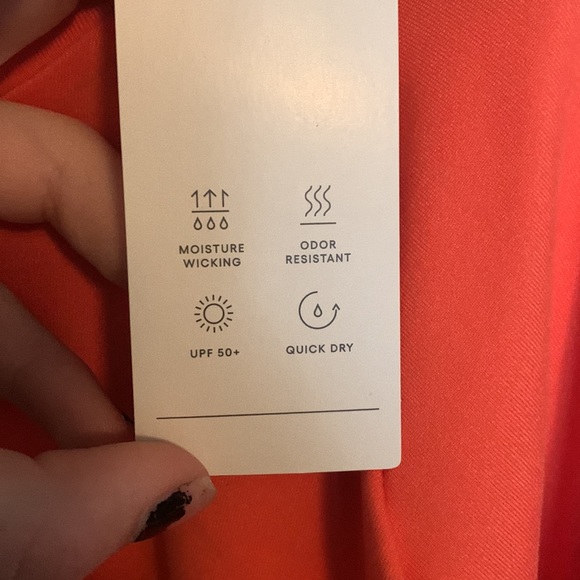 MOISTURE
WICKING
ODOR
RESISTANT
UPF 50+
QUICK DRY